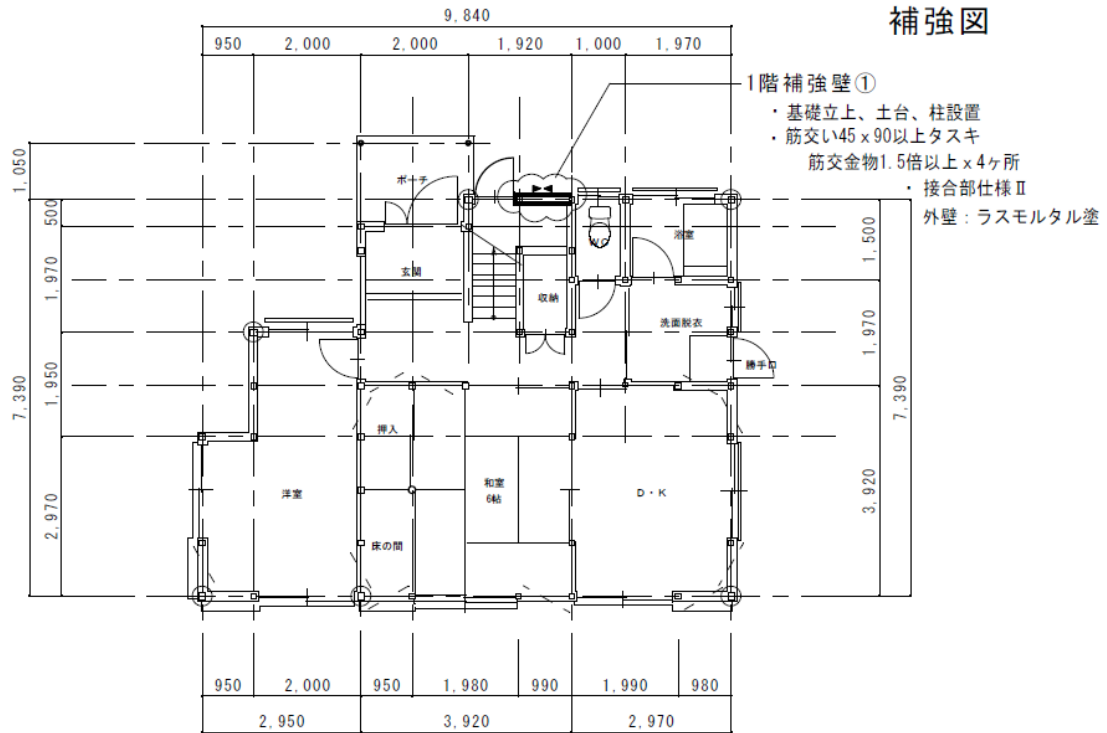 補強図
9,840
950 2,000 2,000 1,920 1,000 1,970
1階補強壁①
・基礎立上、土台、柱設置
・筋交い45x90以上タスキ
筋交金物1.5倍以上x4ヶ所
・接合部仕様Ⅱ
外壁：ラスモルタル塗
1,050
500
1,970
1,950
2,970
7,390
ポーチ
玄関
収納
WC
浴室
洗面脱衣
勝手口
押入
洋室
和室
6帖
D・K
床の間
1,500
1,970
3,920
7,390
950 2,000 950 1,980 990 1,990 980
2,950 3,920 2,970